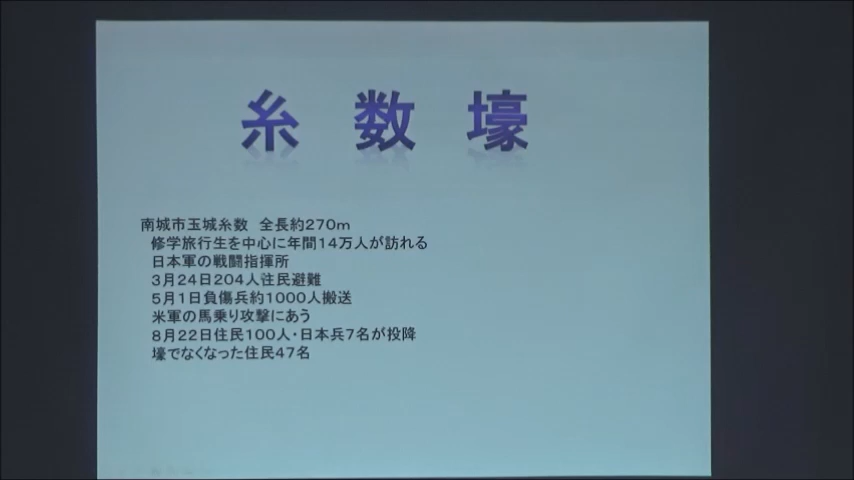 糸数壕
南城市玉城糸数 全長約270m
修学旅行生を中心に年間14万人が訪れる
日本軍の戦闘指揮所
3月24日204人住民避難
5月1日負傷兵約1000人搬送
米軍の馬乗り攻撃にあう
8月22日住民100人・日本兵7名が投降
壕でなくなった住民47名